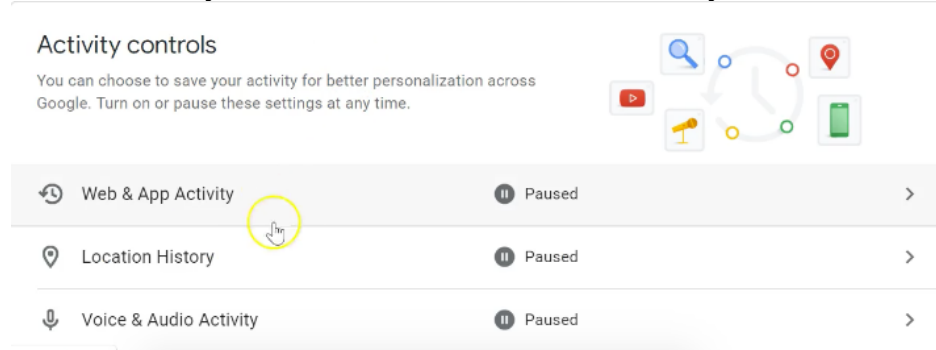 Activity controls
You can choose to save your activity for better personalization across
Google. Turn on or pause these settings at any time.
Web & App Activity Paused
Location History Paused
Voice & Audio Activity Paused